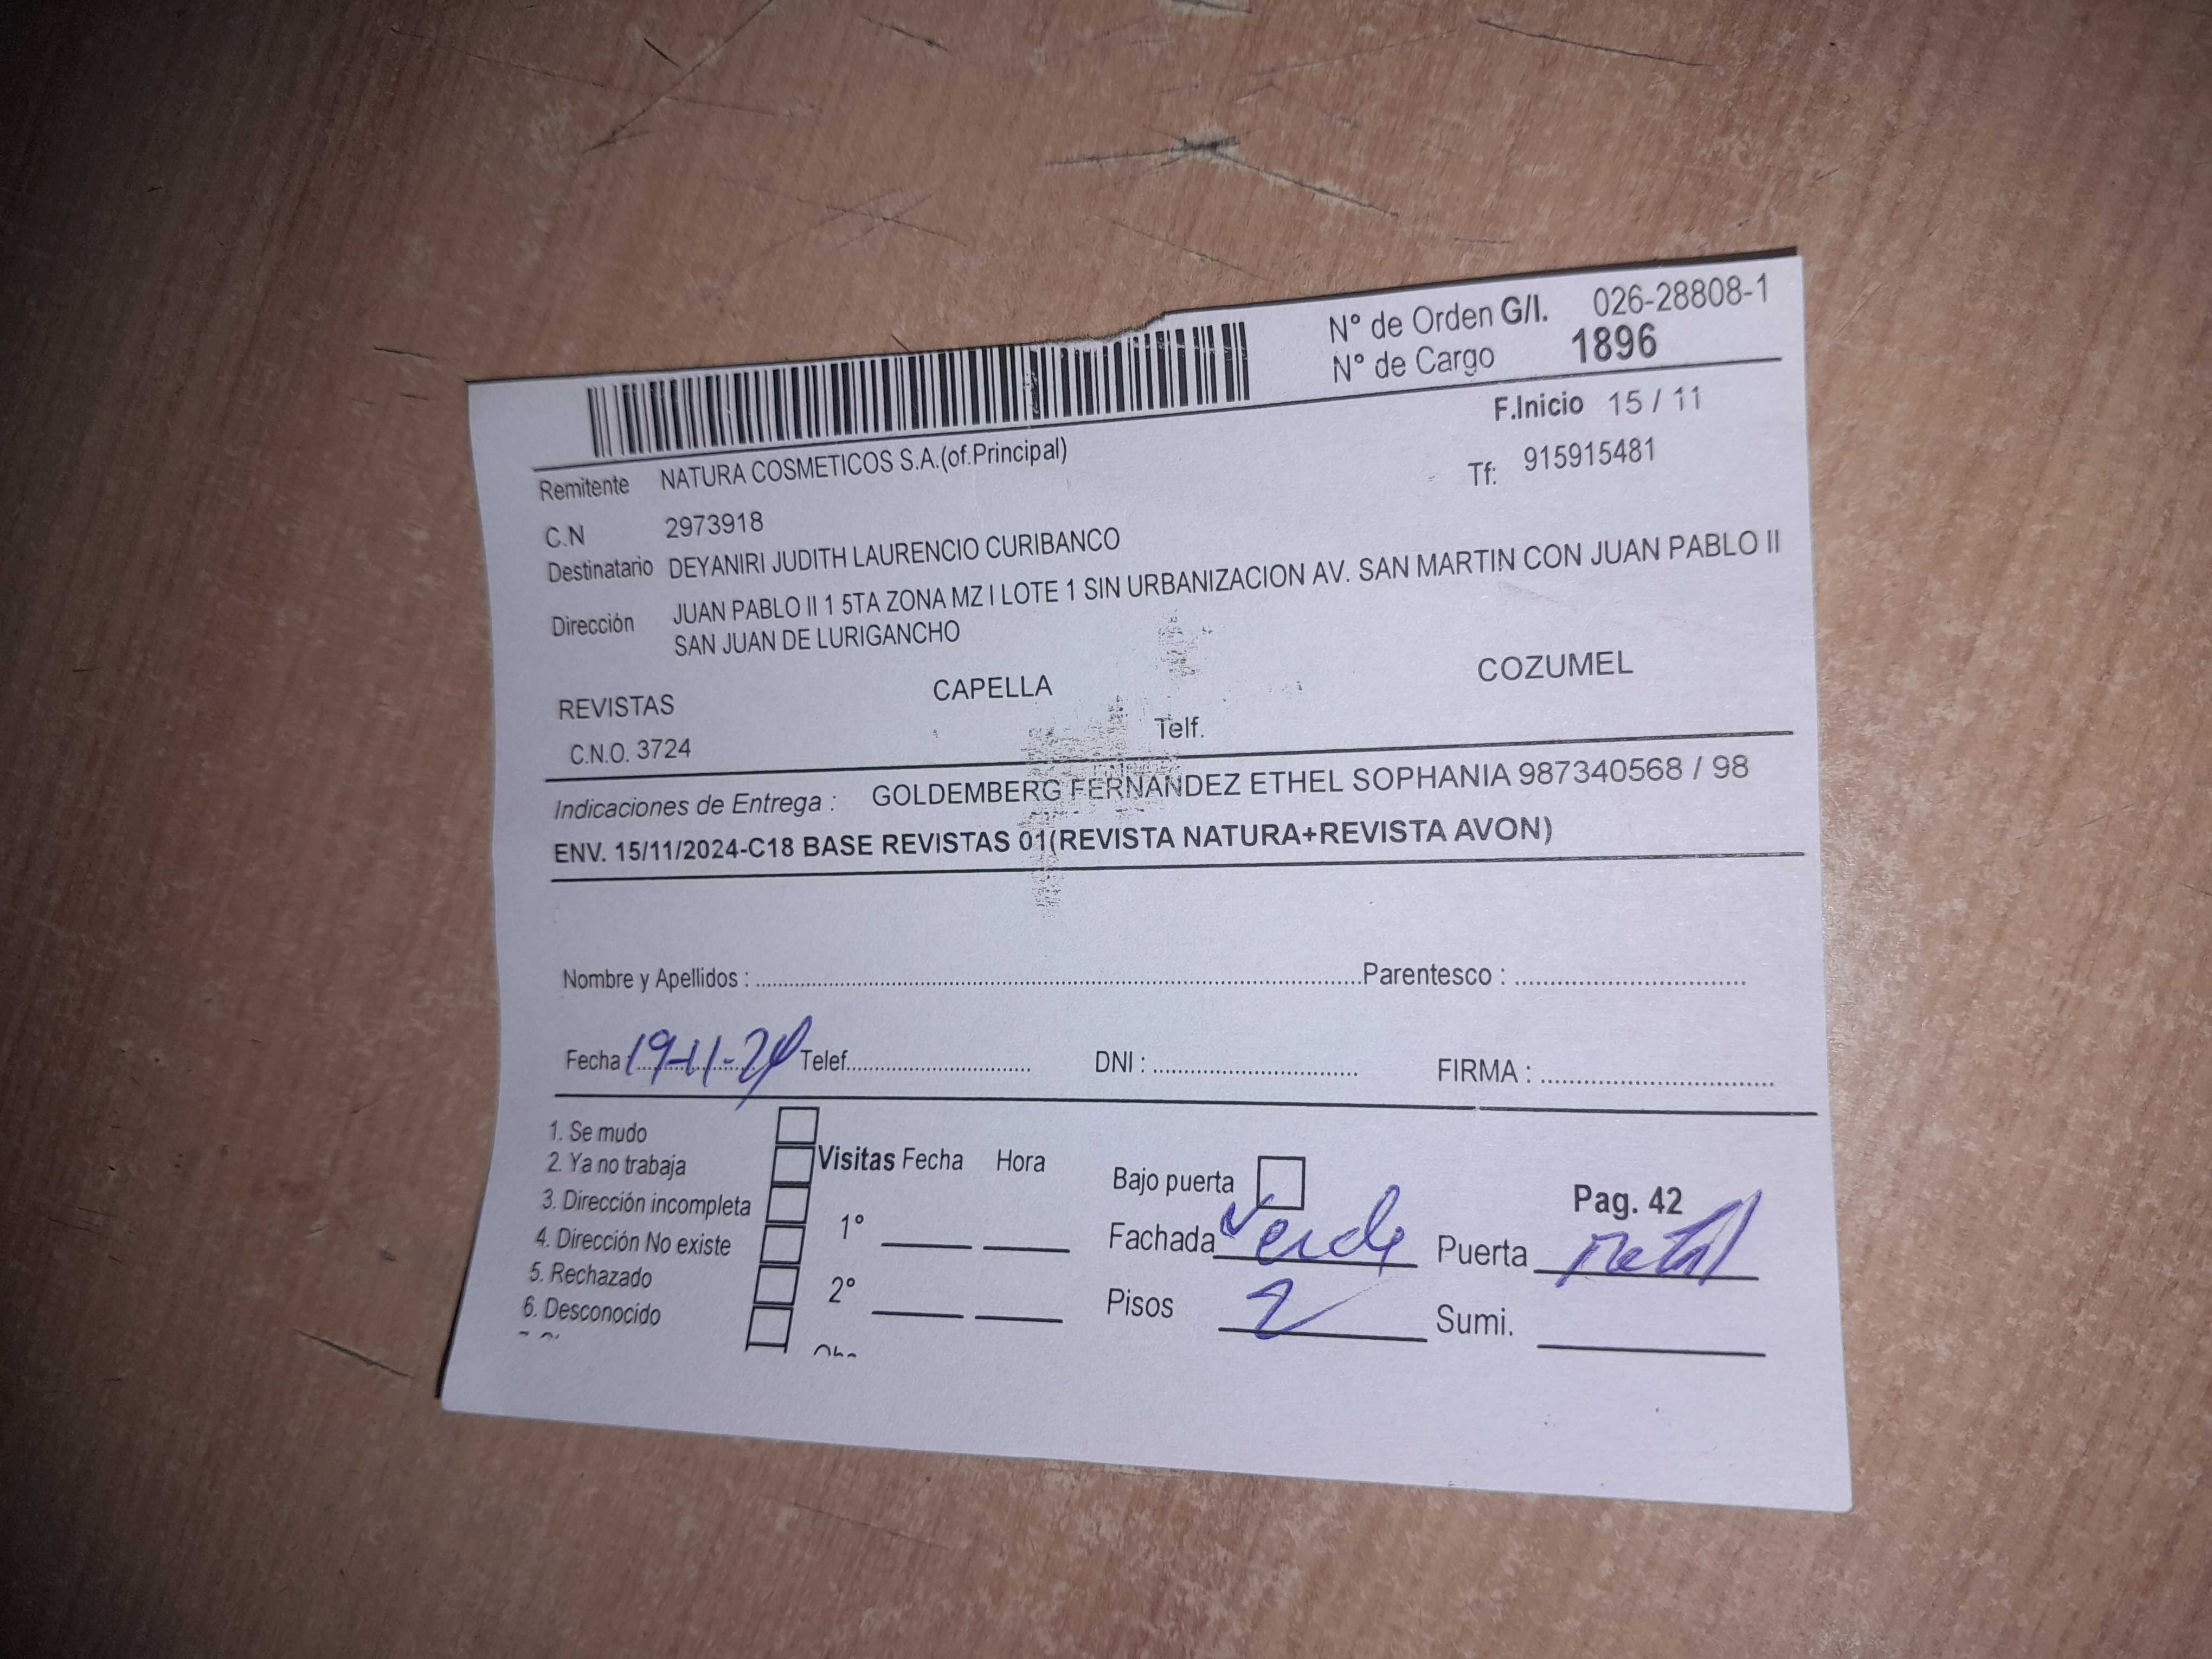 N° de Orden G/I. 026-28808-1
N° de Cargo 1896
F.Inicio 15 / 11
Remitente NATURA COSMETICOS S.A.(of.Principal)
Tf: 915915481
C.N 2973918
Destinatario DEYANIRI JUDITH LAURENCIO CURIBANCO
Dirección JUAN PABLO II 1 5TA ZONA MZ I LOTE 1 SIN URBANIZACION AV. SAN MARTIN CON JUAN PABLO II
SAN JUAN DE LURIGANCHO
REVISTAS CAPELLA COZUMEL
C.N.O. 3724 Telf.
Indicaciones de Entrega : GOLDEMBERG FERNANDEZ ETHEL SOPHANIA 987340568 / 98
ENV. 15/11/2024-C18 BASE REVISTAS 01(REVISTA NATURA+REVISTA AVON)
Nombre y Apellidos : Parentesco :
Fecha 19-11-24 Telef. DNI : FIRMA :
1. Se mudo
2. Ya no trabaja Visitas Fecha Hora Bajo puerta
3. Dirección incompleta 1° Pag. 42
4. Dirección No existe Fachada Verde Puerta metal
5. Rechazado 2° Pisos 2 Sumi.
6. Desconocido